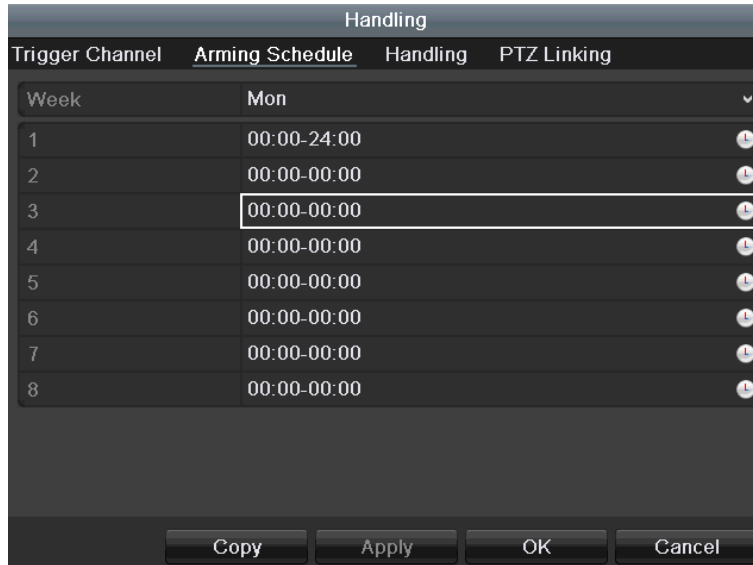 Handling
Trigger Channel Arming Schedule Handling PTZ Linking
Week Mon
1 00:00-24:00
2 00:00-00:00
3 00:00-00:00
4 00:00-00:00
5 00:00-00:00
6 00:00-00:00
7 00:00-00:00
8 00:00-00:00
Copy Apply OK Cancel